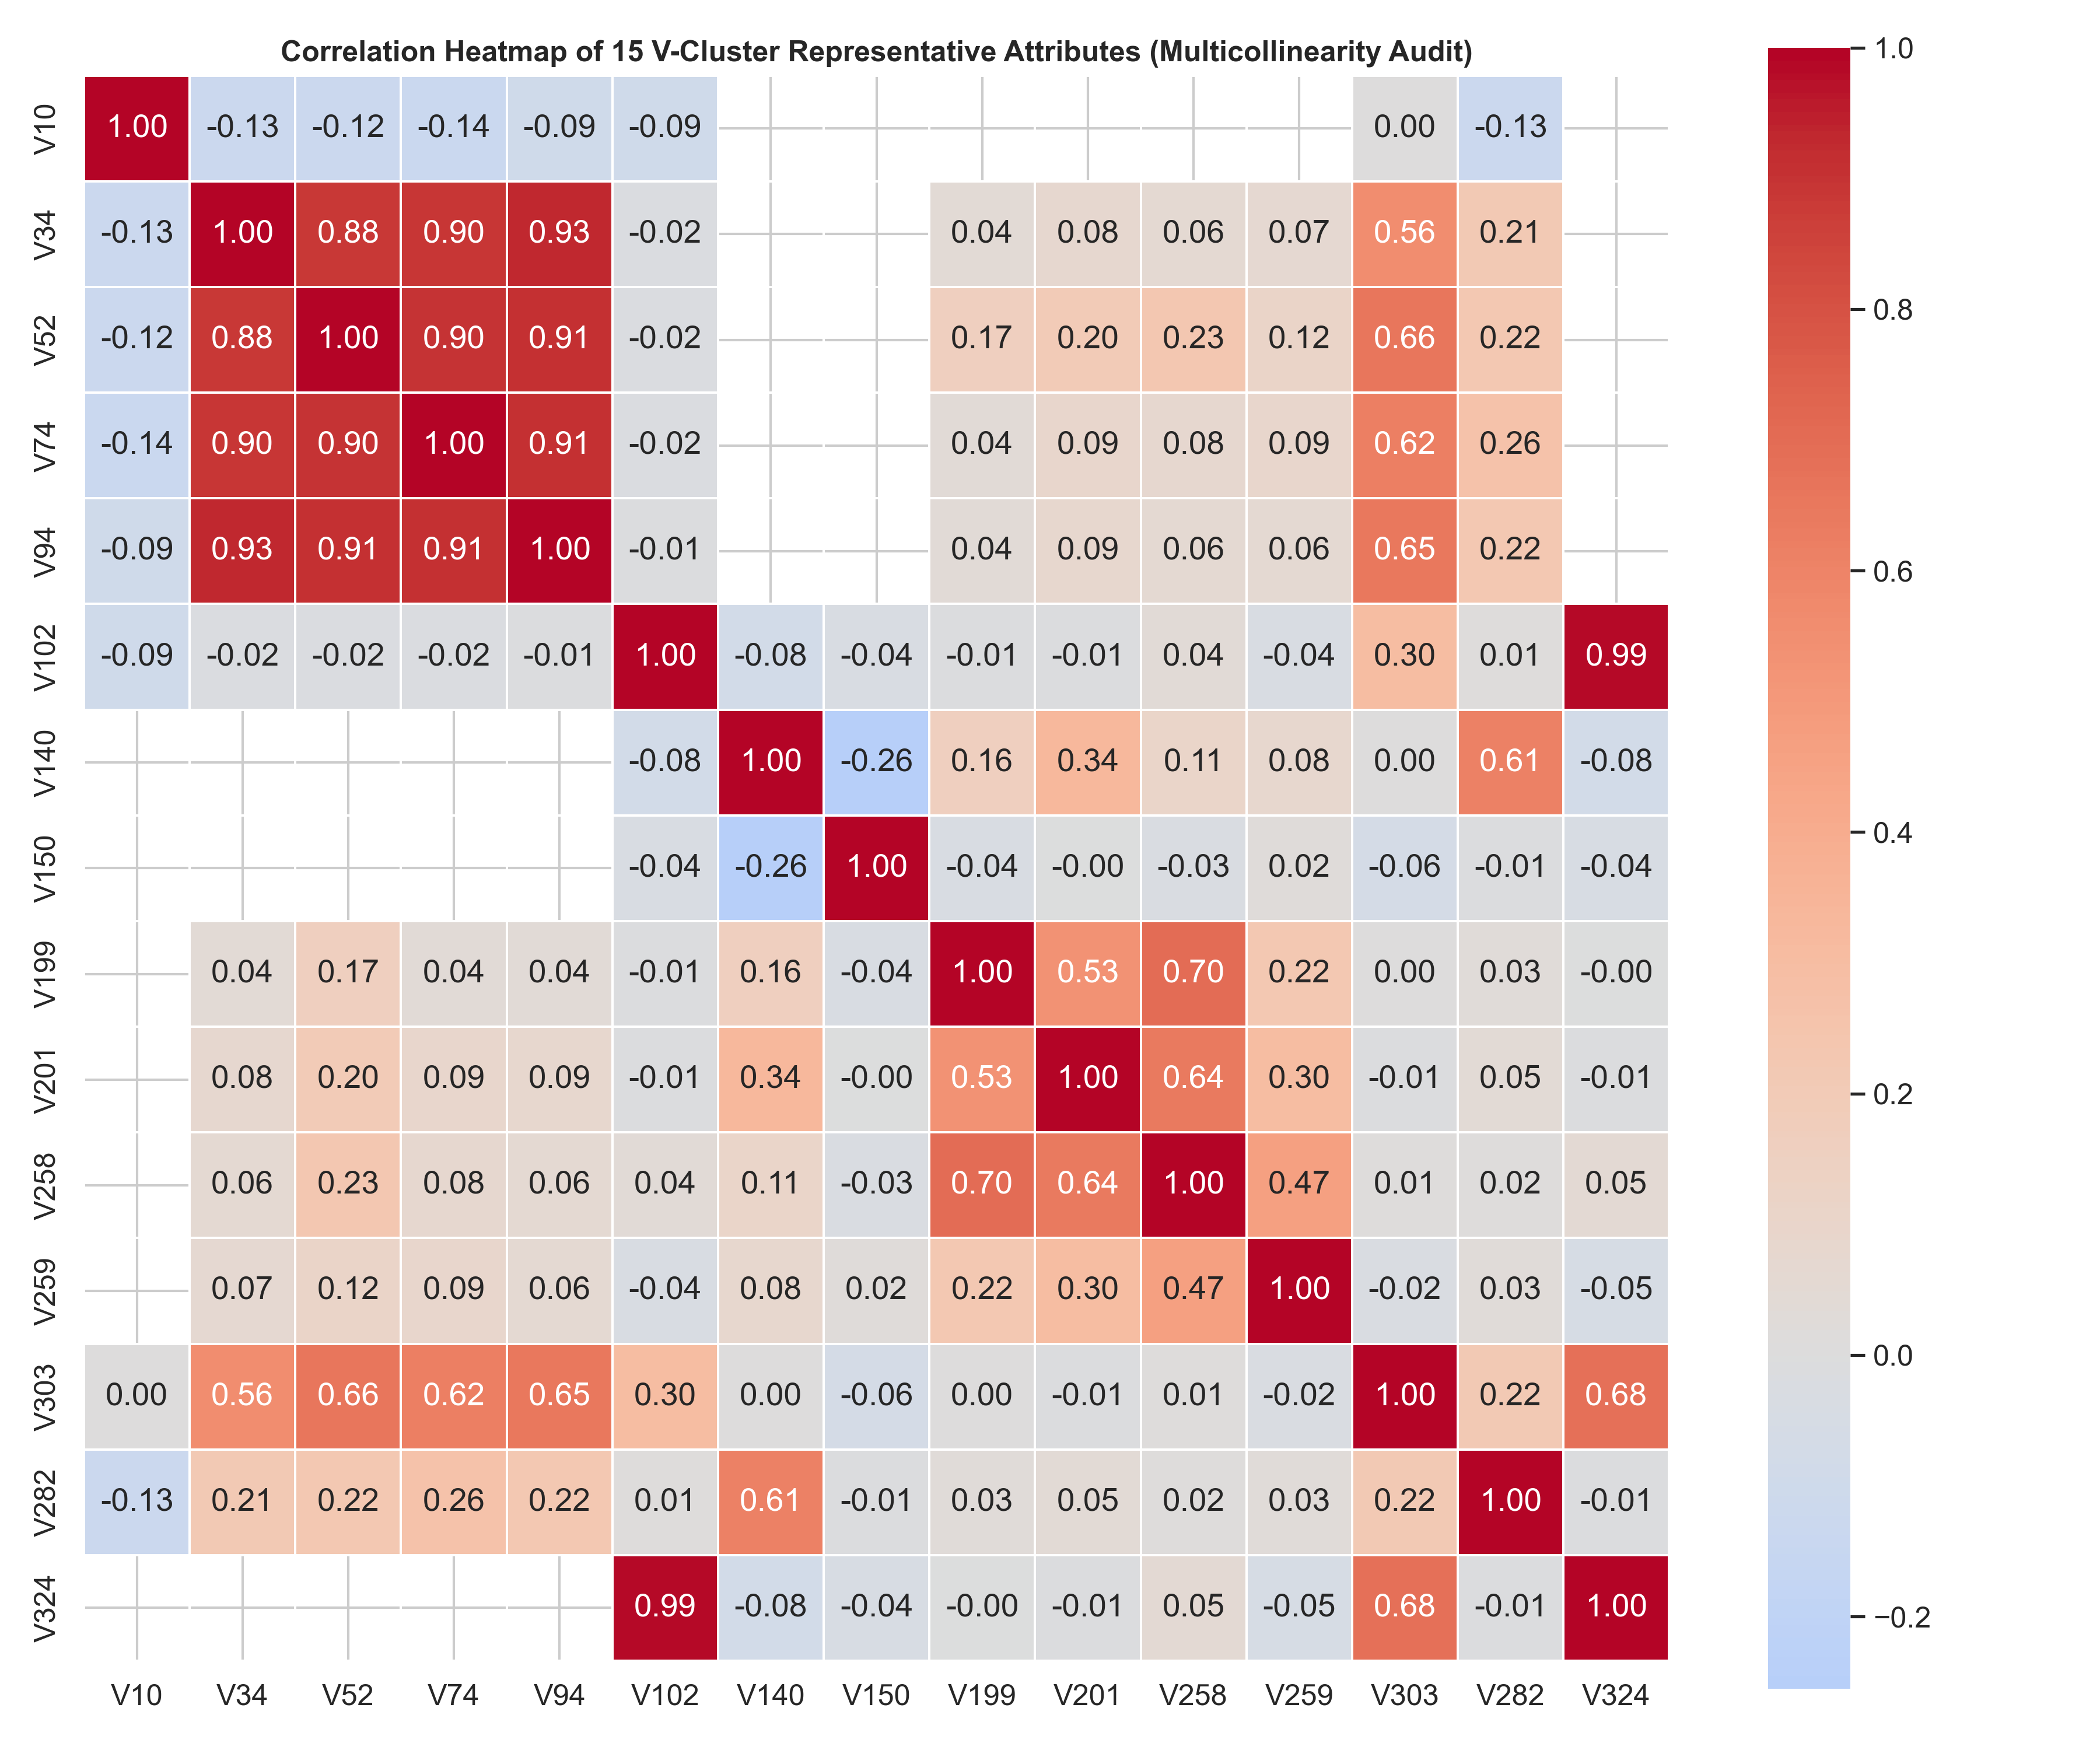 Correlation Heatmap of 15 V-Cluster Representative Attributes (Multicollinearity Audit)
V10 1.00 -0.13 -0.12 -0.14 -0.09 -0.09 0.00 -0.13
V34 -0.13 1.00 0.88 0.90 0.93 -0.02 0.04 0.08 0.06 0.07 0.56 0.21
V52 -0.12 0.88 1.00 0.90 0.91 -0.02 0.17 0.20 0.23 0.12 0.66 0.22
V74 -0.14 0.90 0.90 1.00 0.91 -0.02 0.04 0.09 0.08 0.09 0.62 0.26
V94 -0.09 0.93 0.91 0.91 1.00 -0.01 0.04 0.09 0.06 0.06 0.65 0.22
V102 -0.09 -0.02 -0.02 -0.02 -0.01 1.00 -0.08 -0.04 -0.01 -0.01 0.04 -0.04 0.30 0.01 0.99
V140 -0.08 1.00 -0.26 0.16 0.34 0.11 0.08 0.00 0.61 -0.08
V150 -0.04 -0.26 1.00 -0.04 -0.00 -0.03 0.02 -0.06 -0.01 -0.04
V199 0.04 0.17 0.04 0.04 -0.01 0.16 -0.04 1.00 0.53 0.70 0.22 0.00 0.03 -0.00
V201 0.08 0.20 0.09 0.09 -0.01 0.34 -0.00 0.53 1.00 0.64 0.30 -0.01 0.05 -0.01
V258 0.06 0.23 0.08 0.06 0.04 0.11 -0.03 0.70 0.64 1.00 0.47 0.01 0.02 0.05
V259 0.07 0.12 0.09 0.06 -0.04 0.08 0.02 0.22 0.30 0.47 1.00 -0.02 0.03 -0.05
V303 0.00 0.56 0.66 0.62 0.65 0.30 0.00 -0.06 0.00 -0.01 0.01 -0.02 1.00 0.22 0.68
V282 -0.13 0.21 0.22 0.26 0.22 0.01 0.61 -0.01 0.03 0.05 0.02 0.03 0.22 1.00 -0.01
V324 0.99 -0.08 -0.04 -0.00 -0.01 0.05 -0.05 0.68 -0.01 1.00
V10 V34 V52 V74 V94 V102 V140 V150 V199 V201 V258 V259 V303 V282 V324
1.0
0.8
0.6
0.4
0.2
0.0
−0.2